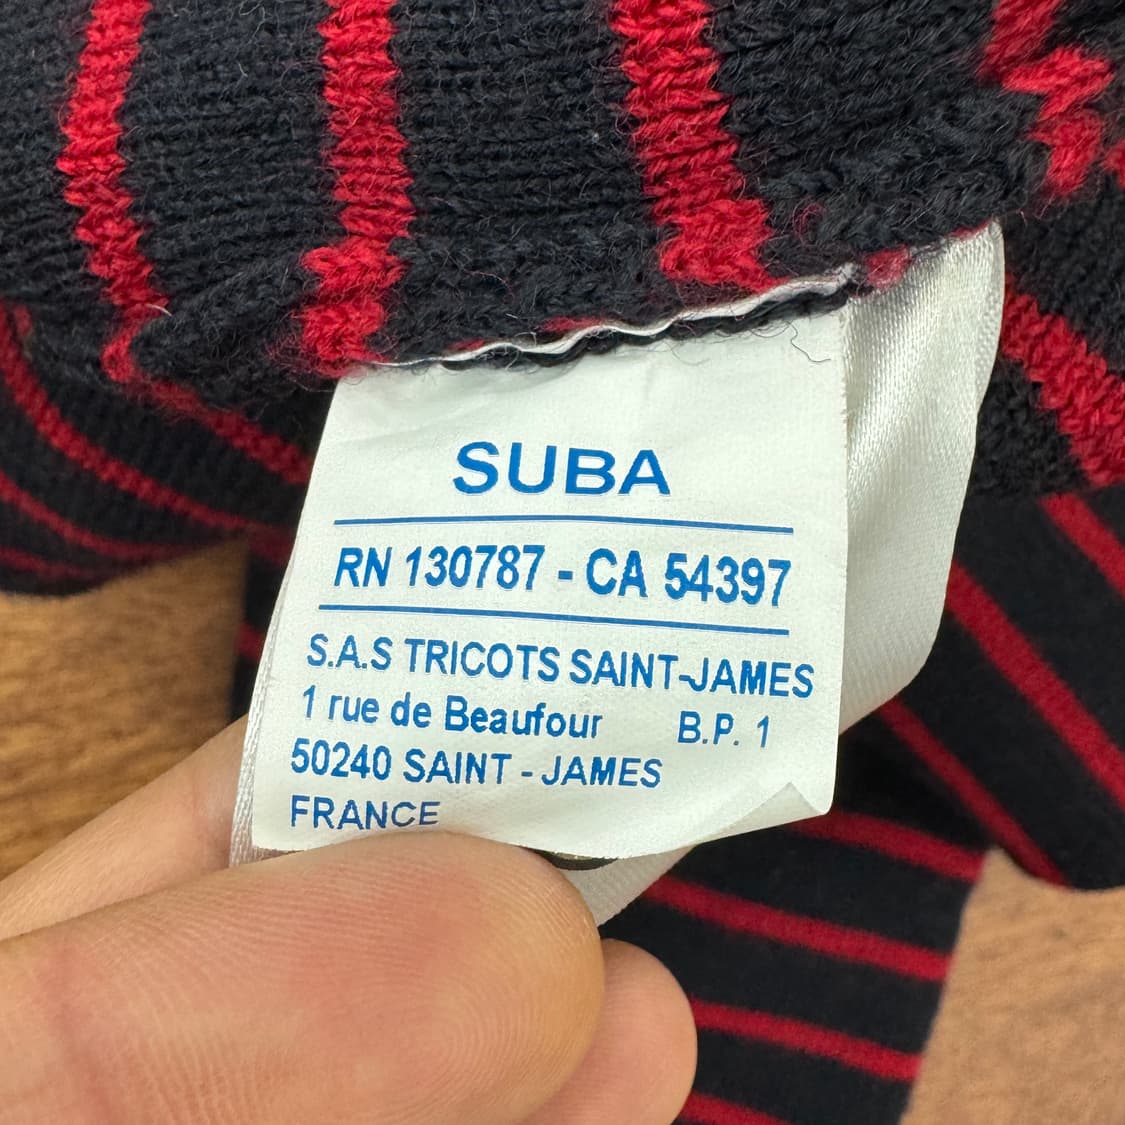 SUBA
RN 130787 - CA 54397
S.A.S TRICOTS SAINT-JAMES
1 rue de Beaufour B.P. 1
50240 SAINT - JAMES
FRANCE